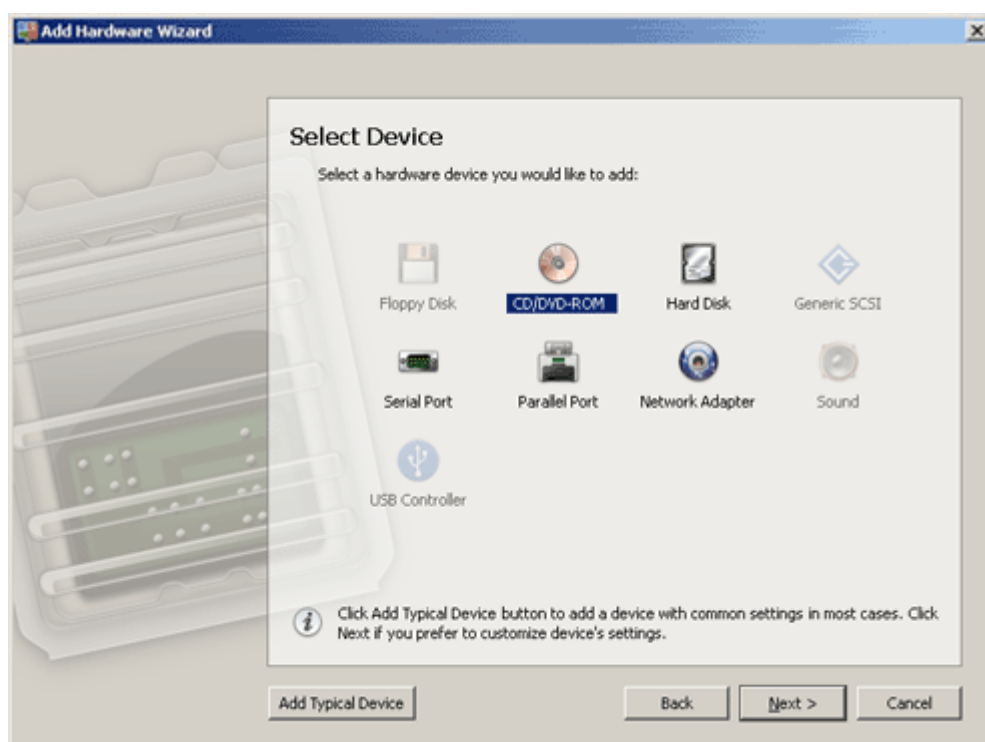 Add Hardware Wizard
Select Device
Select a hardware device you would like to add:
Floppy Disk
CD/DVD-ROM
Hard Disk
Generic SCSI
Serial Port
Parallel Port
Network Adapter
Sound
USB Controller
Click Add Typical Device button to add a device with common settings in most cases. Click
Next if you prefer to customize device's settings.
Add Typical Device
Back
Next >
Cancel